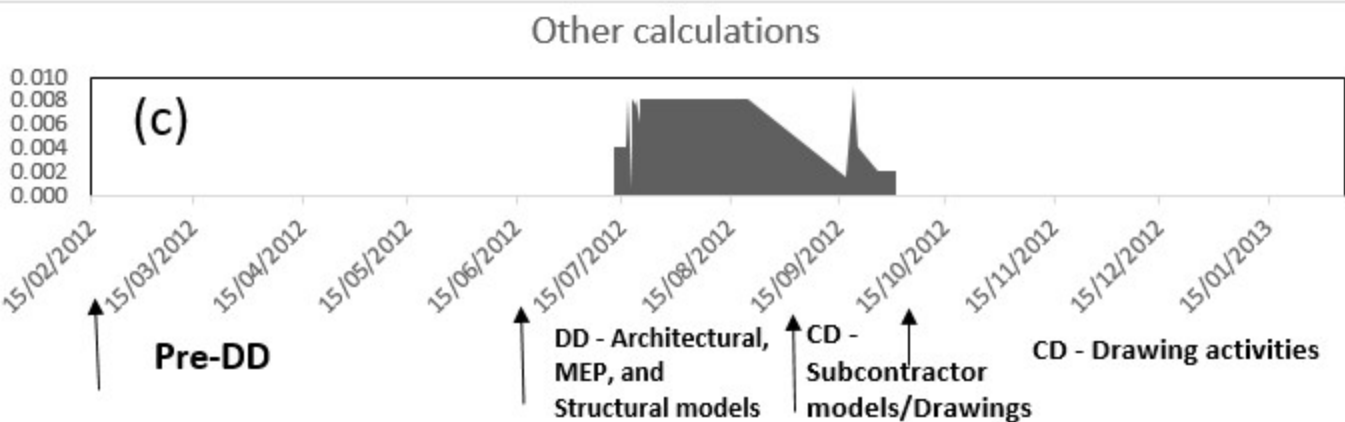 Other calculations
0.010
0.008
0.006
0.004
0.002
0.000
(c)
15/02/2012
15/03/2012
15/04/2012
15/05/2012
15/06/2012
15/07/2012
15/08/2012
15/09/2012
15/10/2012
15/11/2012
15/12/2012
15/01/2013
Pre-DD
DD - Architectural,
MEP, and
Structural models
CD -
Subcontractor
models/Drawings
CD - Drawing activities